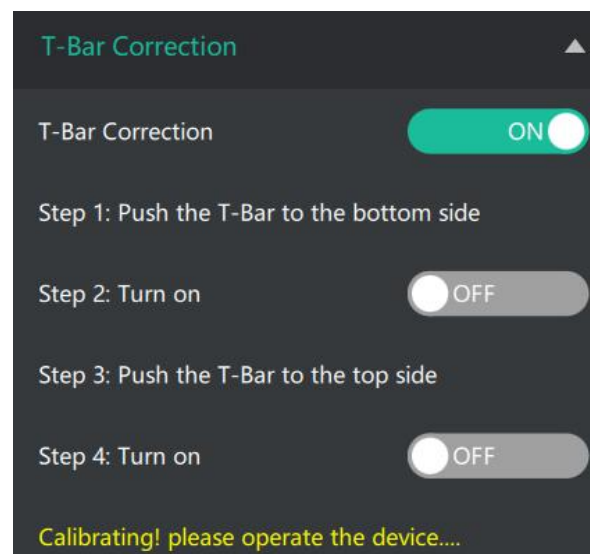 T-Bar Correction
T-Bar Correction ON
Step 1: Push the T-Bar to the bottom side
Step 2: Turn on OFF
Step 3: Push the T-Bar to the top side
Step 4: Turn on OFF
Calibrating! please operate the device....